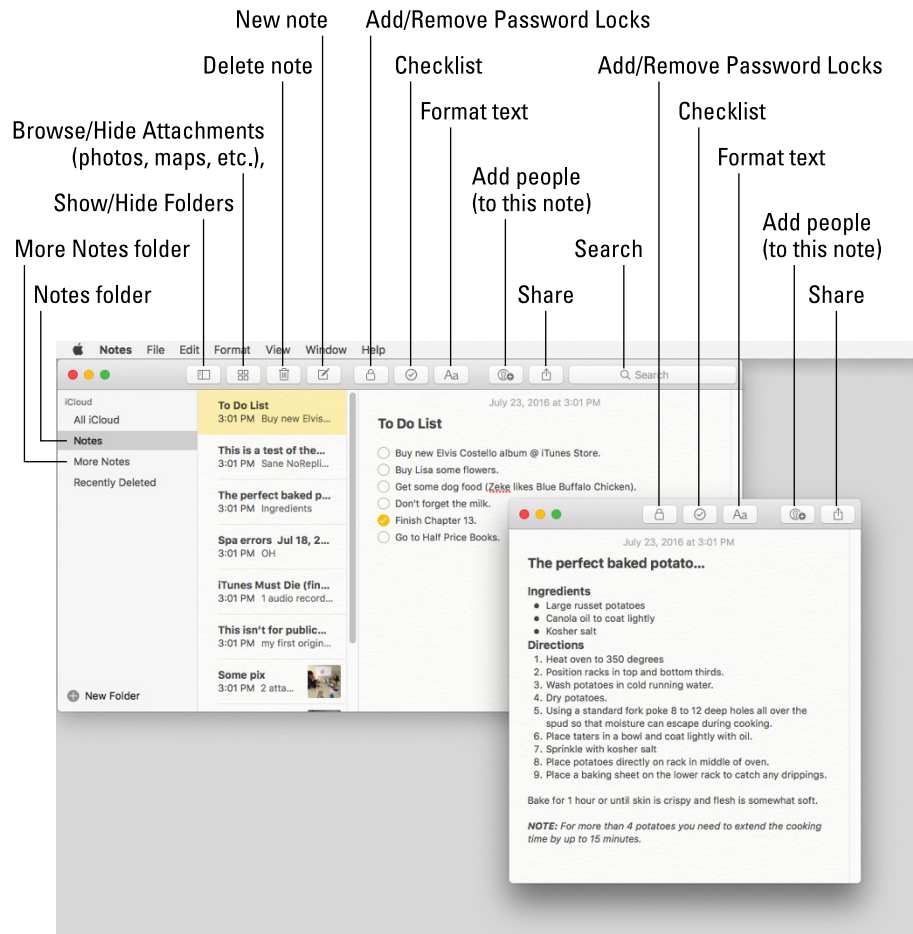 New note
Add/Remove Password Locks
Delete note
Checklist
Add/Remove Password Locks
Format text
Checklist
Browse/Hide Attachments
(photos, maps, etc.),
Format text
Add people
(to this note)
Show/Hide Folders
Add people
(to this note)
More Notes folder
Search
Notes folder
Share
Share
Notes File Edit Format View Window Help
Aa
Search
iCloud
All iCloud
Notes
More Notes
Recently Deleted
New Folder
To Do List
3:01 PM Buy new Elvis...
This is a test of the...
3:01 PM Sane NoRepli...
The perfect baked p...
3:01 PM Ingredients
Spa errors Jul 18, 2...
3:01 PM OH
iTunes Must Die (fin...
3:01 PM 1 audio record...
This isn't for public...
3:01 PM my first origin...
Some pix
3:01 PM 2 atta...
July 23, 2016 at 3:01 PM
To Do List
Buy new Elvis Costello album @ iTunes Store.
Buy Lisa some flowers.
Get some dog food (Zeke likes Blue Buffalo Chicken).
Don't forget the milk.
Finish Chapter 13.
Go to Half Price Books.
Aa
July 23, 2016 at 3:01 PM
The perfect baked potato...
Ingredients
• Large russet potatoes
• Canola oil to coat lightly
• Kosher salt
Directions
1. Heat oven to 350 degrees
2. Position racks in top and bottom thirds.
3. Wash potatoes in cold running water.
4. Dry potatoes.
5. Using a standard fork poke 8 to 12 deep holes all over the
spud so that moisture can escape during cooking.
6. Place taters in a bowl and coat lightly with oil.
7. Sprinkle with kosher salt
8. Place potatoes directly on rack in middle of oven.
9. Place a baking sheet on the lower rack to catch any drippings.
Bake for 1 hour or until skin is crispy and flesh is somewhat soft.
NOTE: For more than 4 potatoes you need to extend the cooking
time by up to 15 minutes.